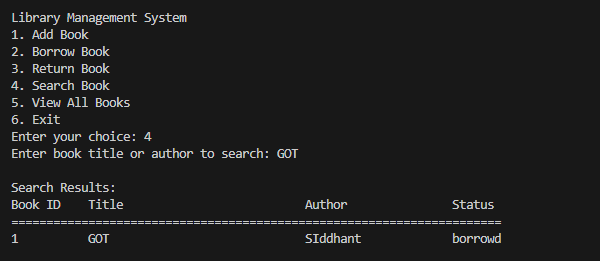 Library Management System
1. Add Book
2. Borrow Book
3. Return Book
4. Search Book
5. View All Books
6. Exit
Enter your choice: 4
Enter book title or author to search: GOT
Search Results:
Book ID    Title                          Author                   Status
======================================================================
1          GOT                            SIddhant                 borrowd